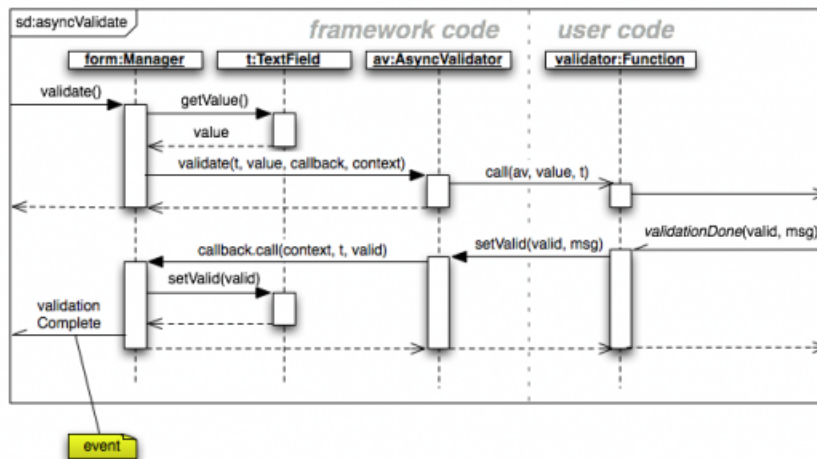 sd:asyncValidate
framework code
user code
form:Manager
t:TextField
av:AsyncValidator
validator:Function
validate()
getValue()
value
validate(t, value, callback, context)
call(av, value, t)
validationDone(valid, msg)
setValid(valid, msg)
callback.call(context, t, valid)
setValid(valid)
validation
Complete
event